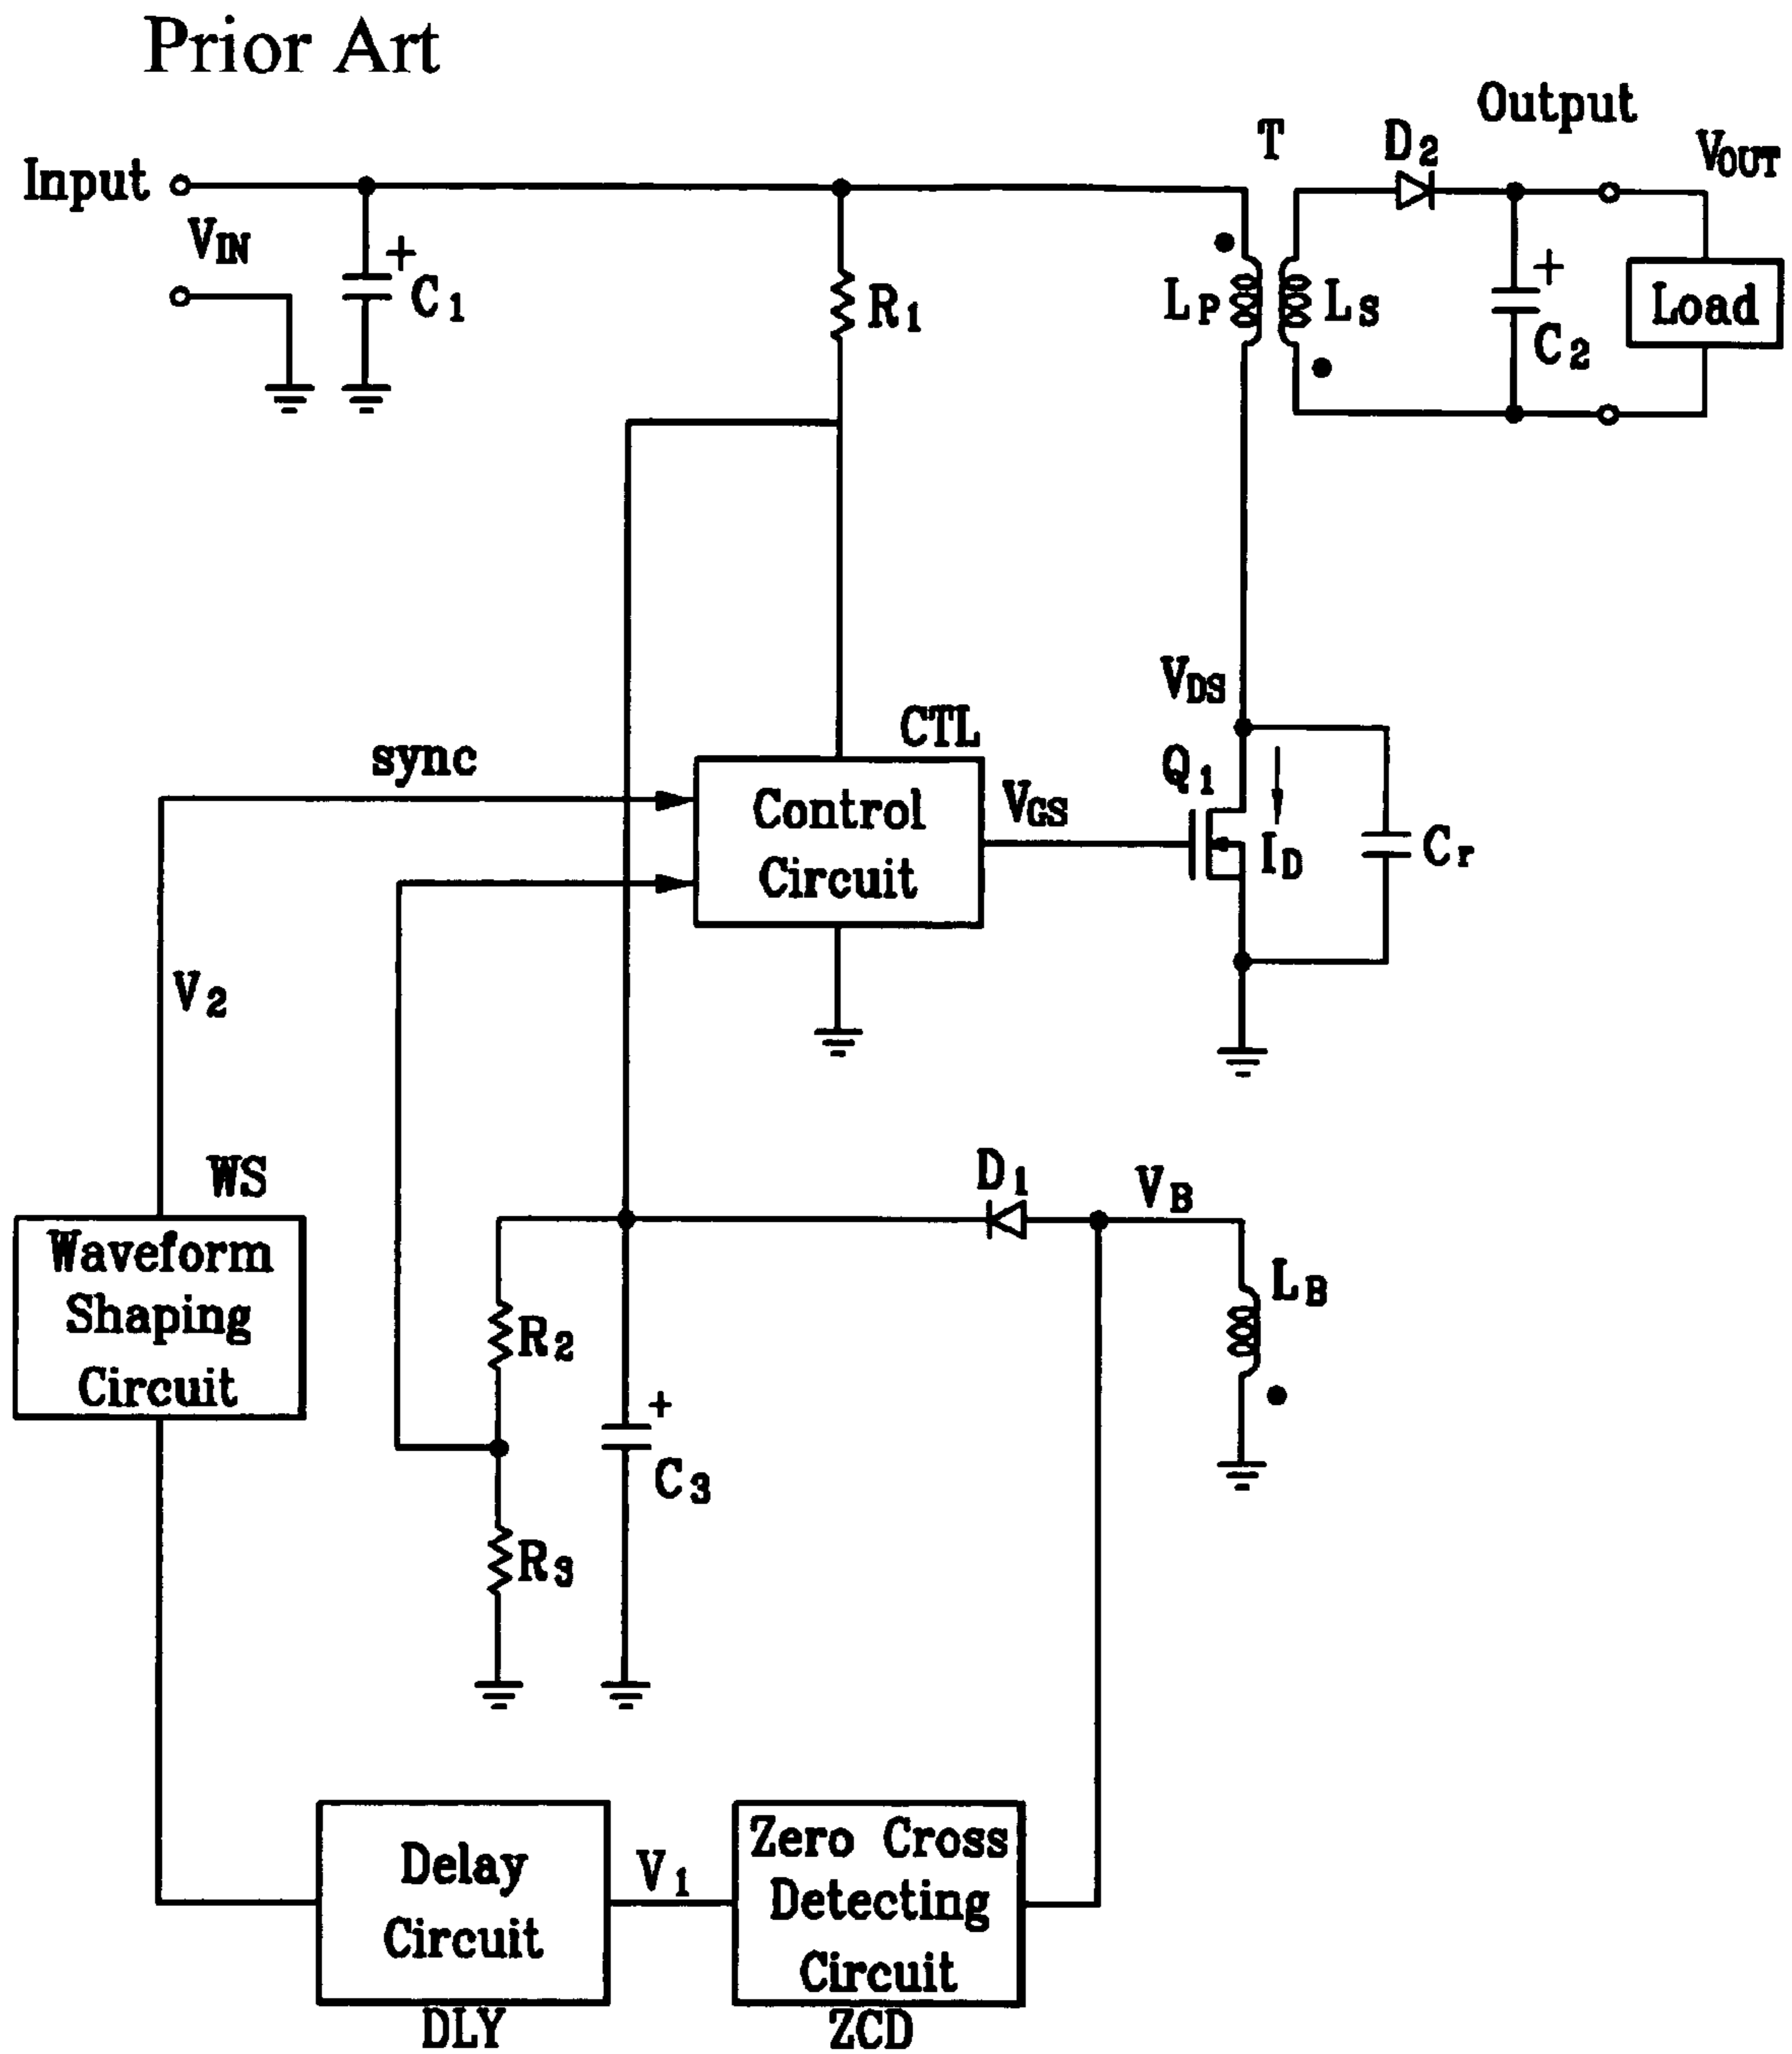 Prior Art
Output
T
D2
VOUT
Input
VIN
+
C1
R1
LP
LS
+
C2
Load
VDS
CTL
sync
Q1
Control
Circuit
VGS
ID
Cr
V2
WS
D1
VB
Waveform
Shaping
Circuit
LB
R2
+
C3
R3
Delay
Circuit
V1
Zero Cross
Detecting
Circuit
DLY
ZCD